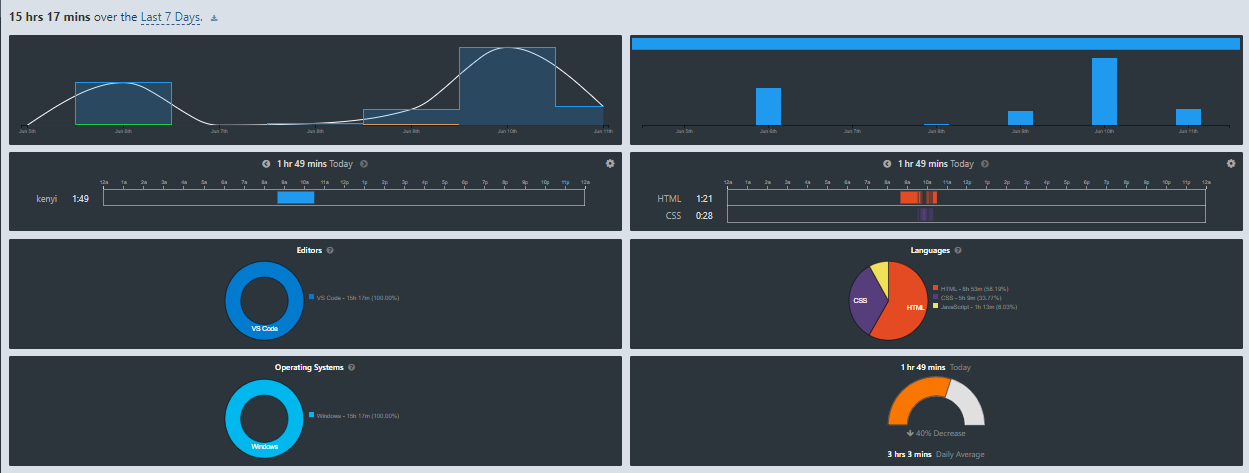 15 hrs 17 mins over the Last 7 Days.
Jun 5th Jun 6th Jun 7th Jun 8th Jun 9th Jun 10th Jun 11th
Jun 5th Jun 6th Jun 7th Jun 8th Jun 9th Jun 10th Jun 11th
1 hr 49 mins Today
12a 1a 2a 3a 4a 5a 6a 7a 8a 9a 10a 11a 12p 1p 2p 3p 4p 5p 6p 7p 8p 9p 10p 11p 12a
kenyi 1:49
1 hr 49 mins Today
12a 1a 2a 3a 4a 5a 6a 7a 8a 9a 10a 11a 12p 1p 2p 3p 4p 5p 6p 7p 8p 9p 10p 11p 12a
HTML 1:21
CSS 0:28
Editors
VS Code - 15h 17m (100.00%)
VS Code
Languages
CSS
HTML
HTML - 8h 53m (58.19%)
CSS - 5h 9m (33.77%)
JavaScript - 1h 13m (8.03%)
Operating Systems
Windows - 15h 17m (100.00%)
Windows
1 hr 49 mins Today
40% Decrease
3 hrs 3 mins Daily Average